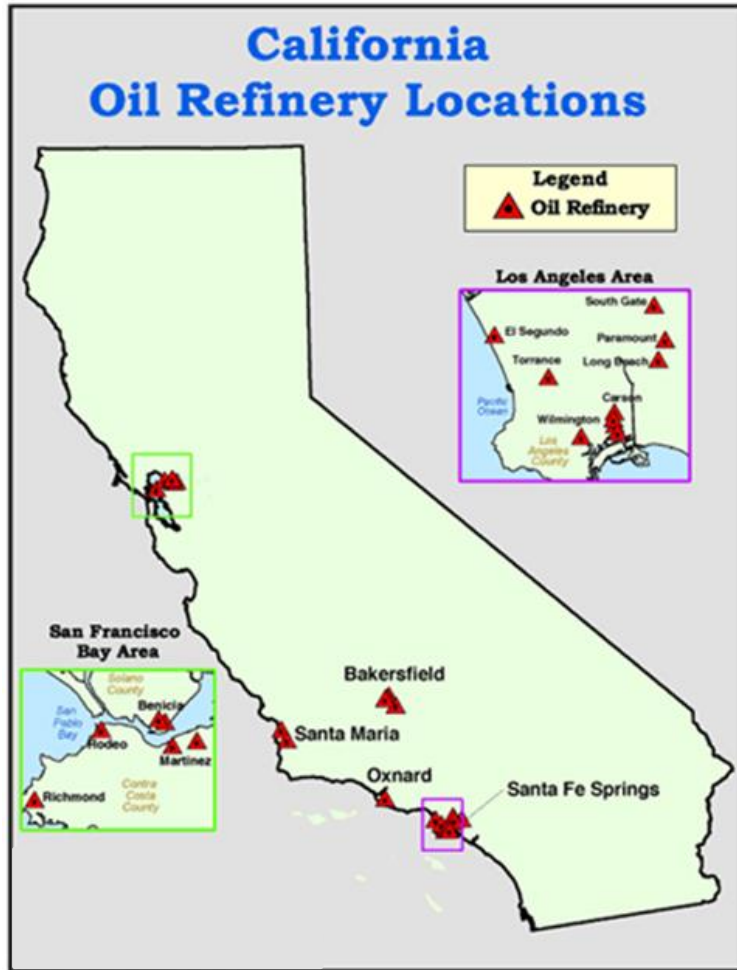 California
Oil Refinery Locations
Legend
Oil Refinery
Los Angeles Area
South Gate
El Segundo
Paramount
Torrance
Long Beach
Pacific
Ocean
Carson
Wilmington
Los
Angeles
County
San Francisco
Bay Area
Solano
County
San
Pablo
Bay
Benicia
Rodeo
Martinez
Richmond
Contra
Costa
County
Bakersfield
Santa Maria
Oxnard
Santa Fe Springs